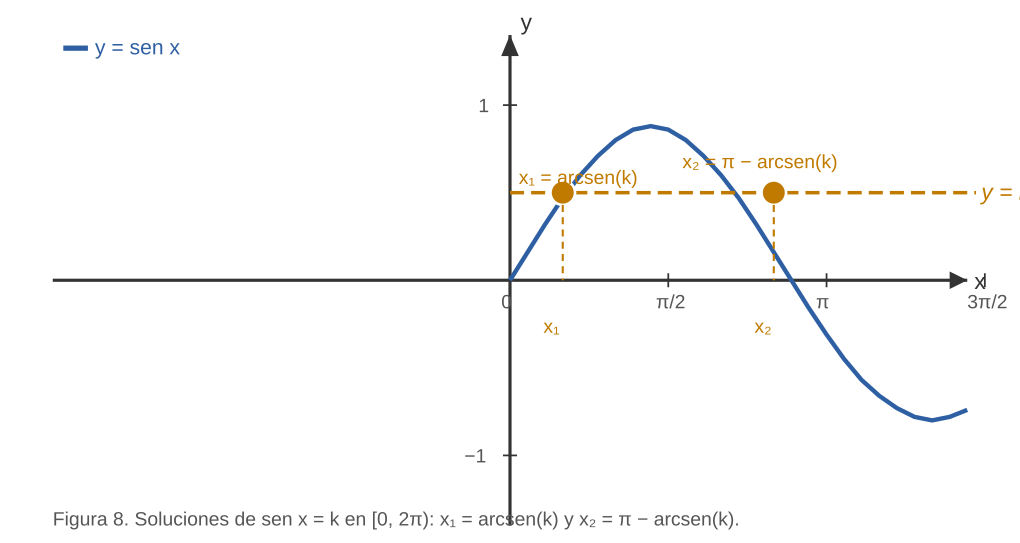 y
y = sen x
1
x₂ = π − arcsen(k)
x₁ = arcsen(k)
y =
x
0
π/2
π
3π/2
x₁
x₂
−1
Figura 8. Soluciones de sen x = k en [0, 2π): x₁ = arcsen(k) y x₂ = π − arcsen(k).